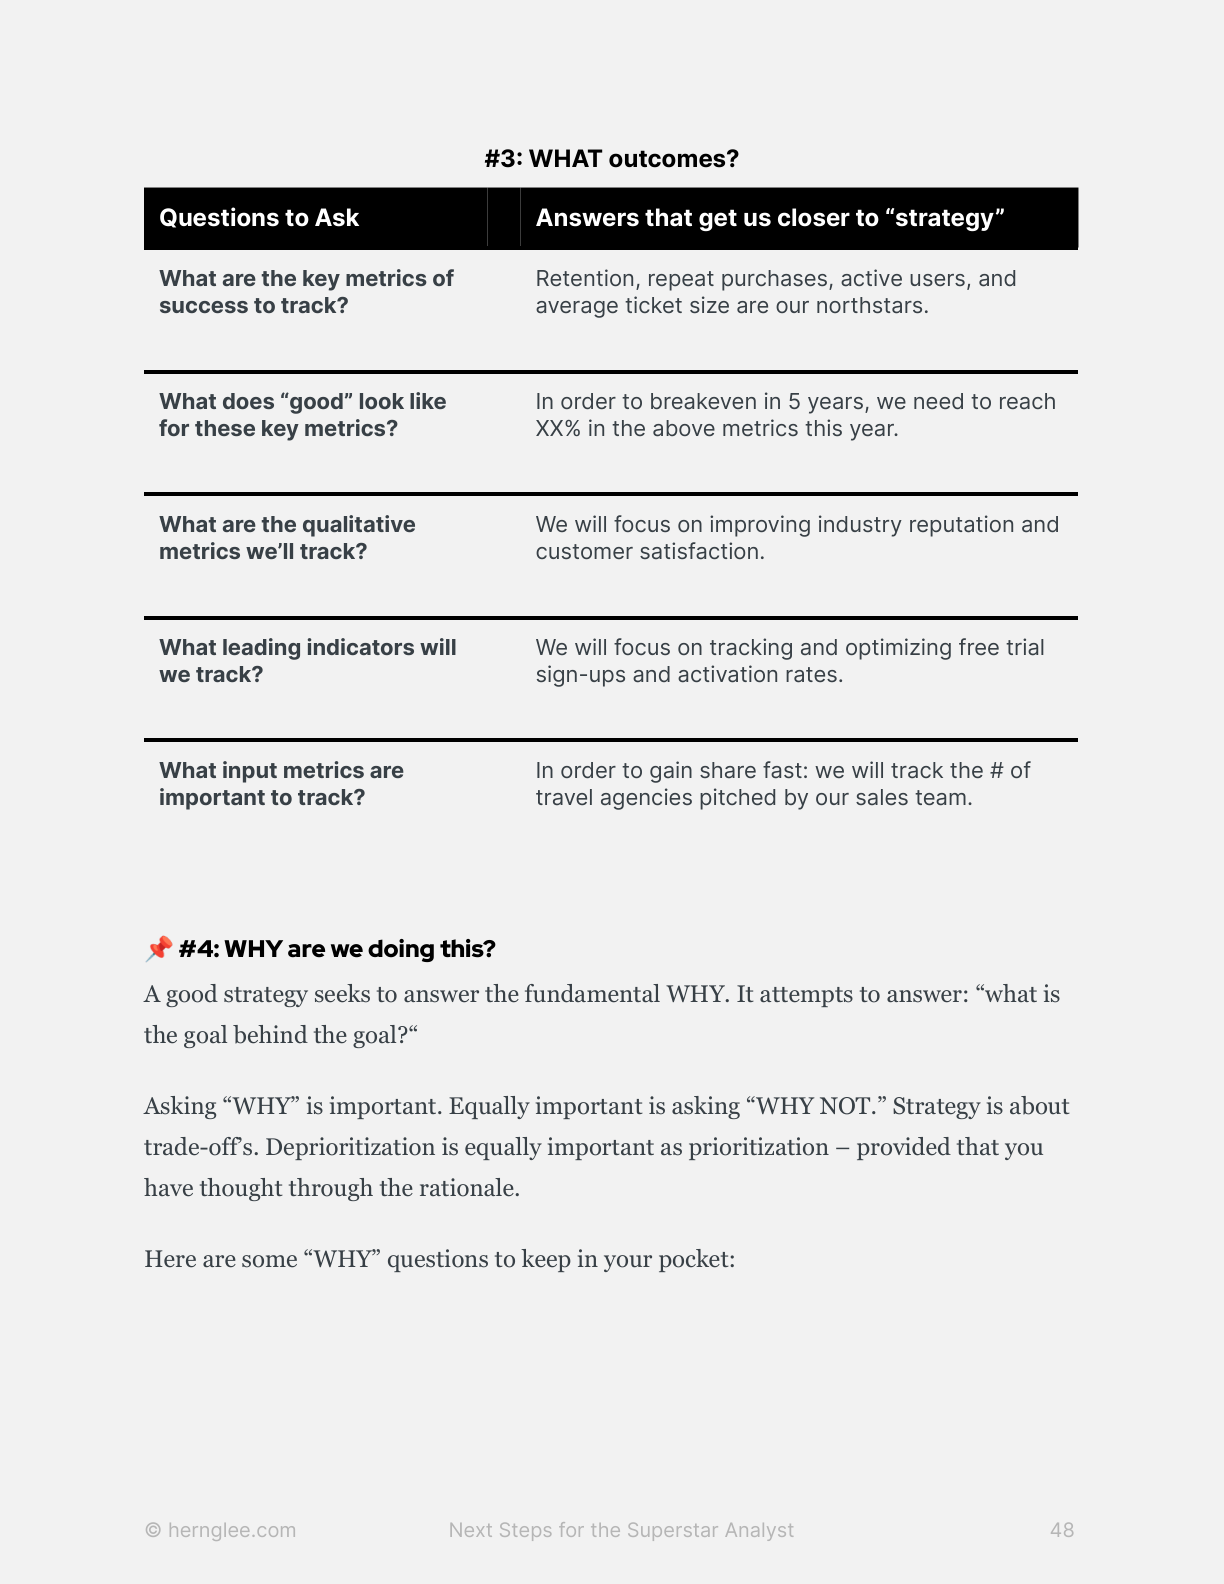 #3: WHAT outcomes?
Questions to Ask
Answers that get us closer to “strategy”
What are the key metrics of
success to track?
Retention, repeat purchases, active users, and
average ticket size are our northstars.
What does “good” look like
for these key metrics?
In order to breakeven in 5 years, we need to reach
XX% in the above metrics this year.
What are the qualitative
metrics we’ll track?
We will focus on improving industry reputation and
customer satisfaction.
What leading indicators will
we track?
We will focus on tracking and optimizing free trial
sign-ups and activation rates.
What input metrics are
important to track?
In order to gain share fast: we will track the # of
travel agencies pitched by our sales team.
📌 #4: WHY are we doing this?
A good strategy seeks to answer the fundamental WHY. It attempts to answer: “what is
the goal behind the goal?“
Asking “WHY” is important. Equally important is asking “WHY NOT.” Strategy is about
trade-off’s. Deprioritization is equally important as prioritization – provided that you
have thought through the rationale.
Here are some “WHY” questions to keep in your pocket:
© hernglee.com
Next Steps for the Superstar Analyst
48